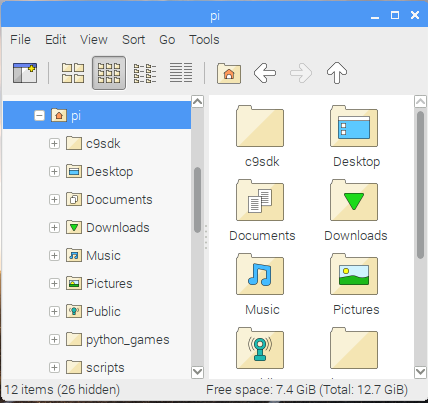 pi
File Edit View Sort Go Tools
pi
c9sdk
Desktop
Documents
Downloads
Music
Pictures
Public
python_games
scripts
c9sdk Desktop
Documents Downloads
Music Pictures
12 items (26 hidden) Free space: 7.4 GiB (Total: 12.7 GiB)